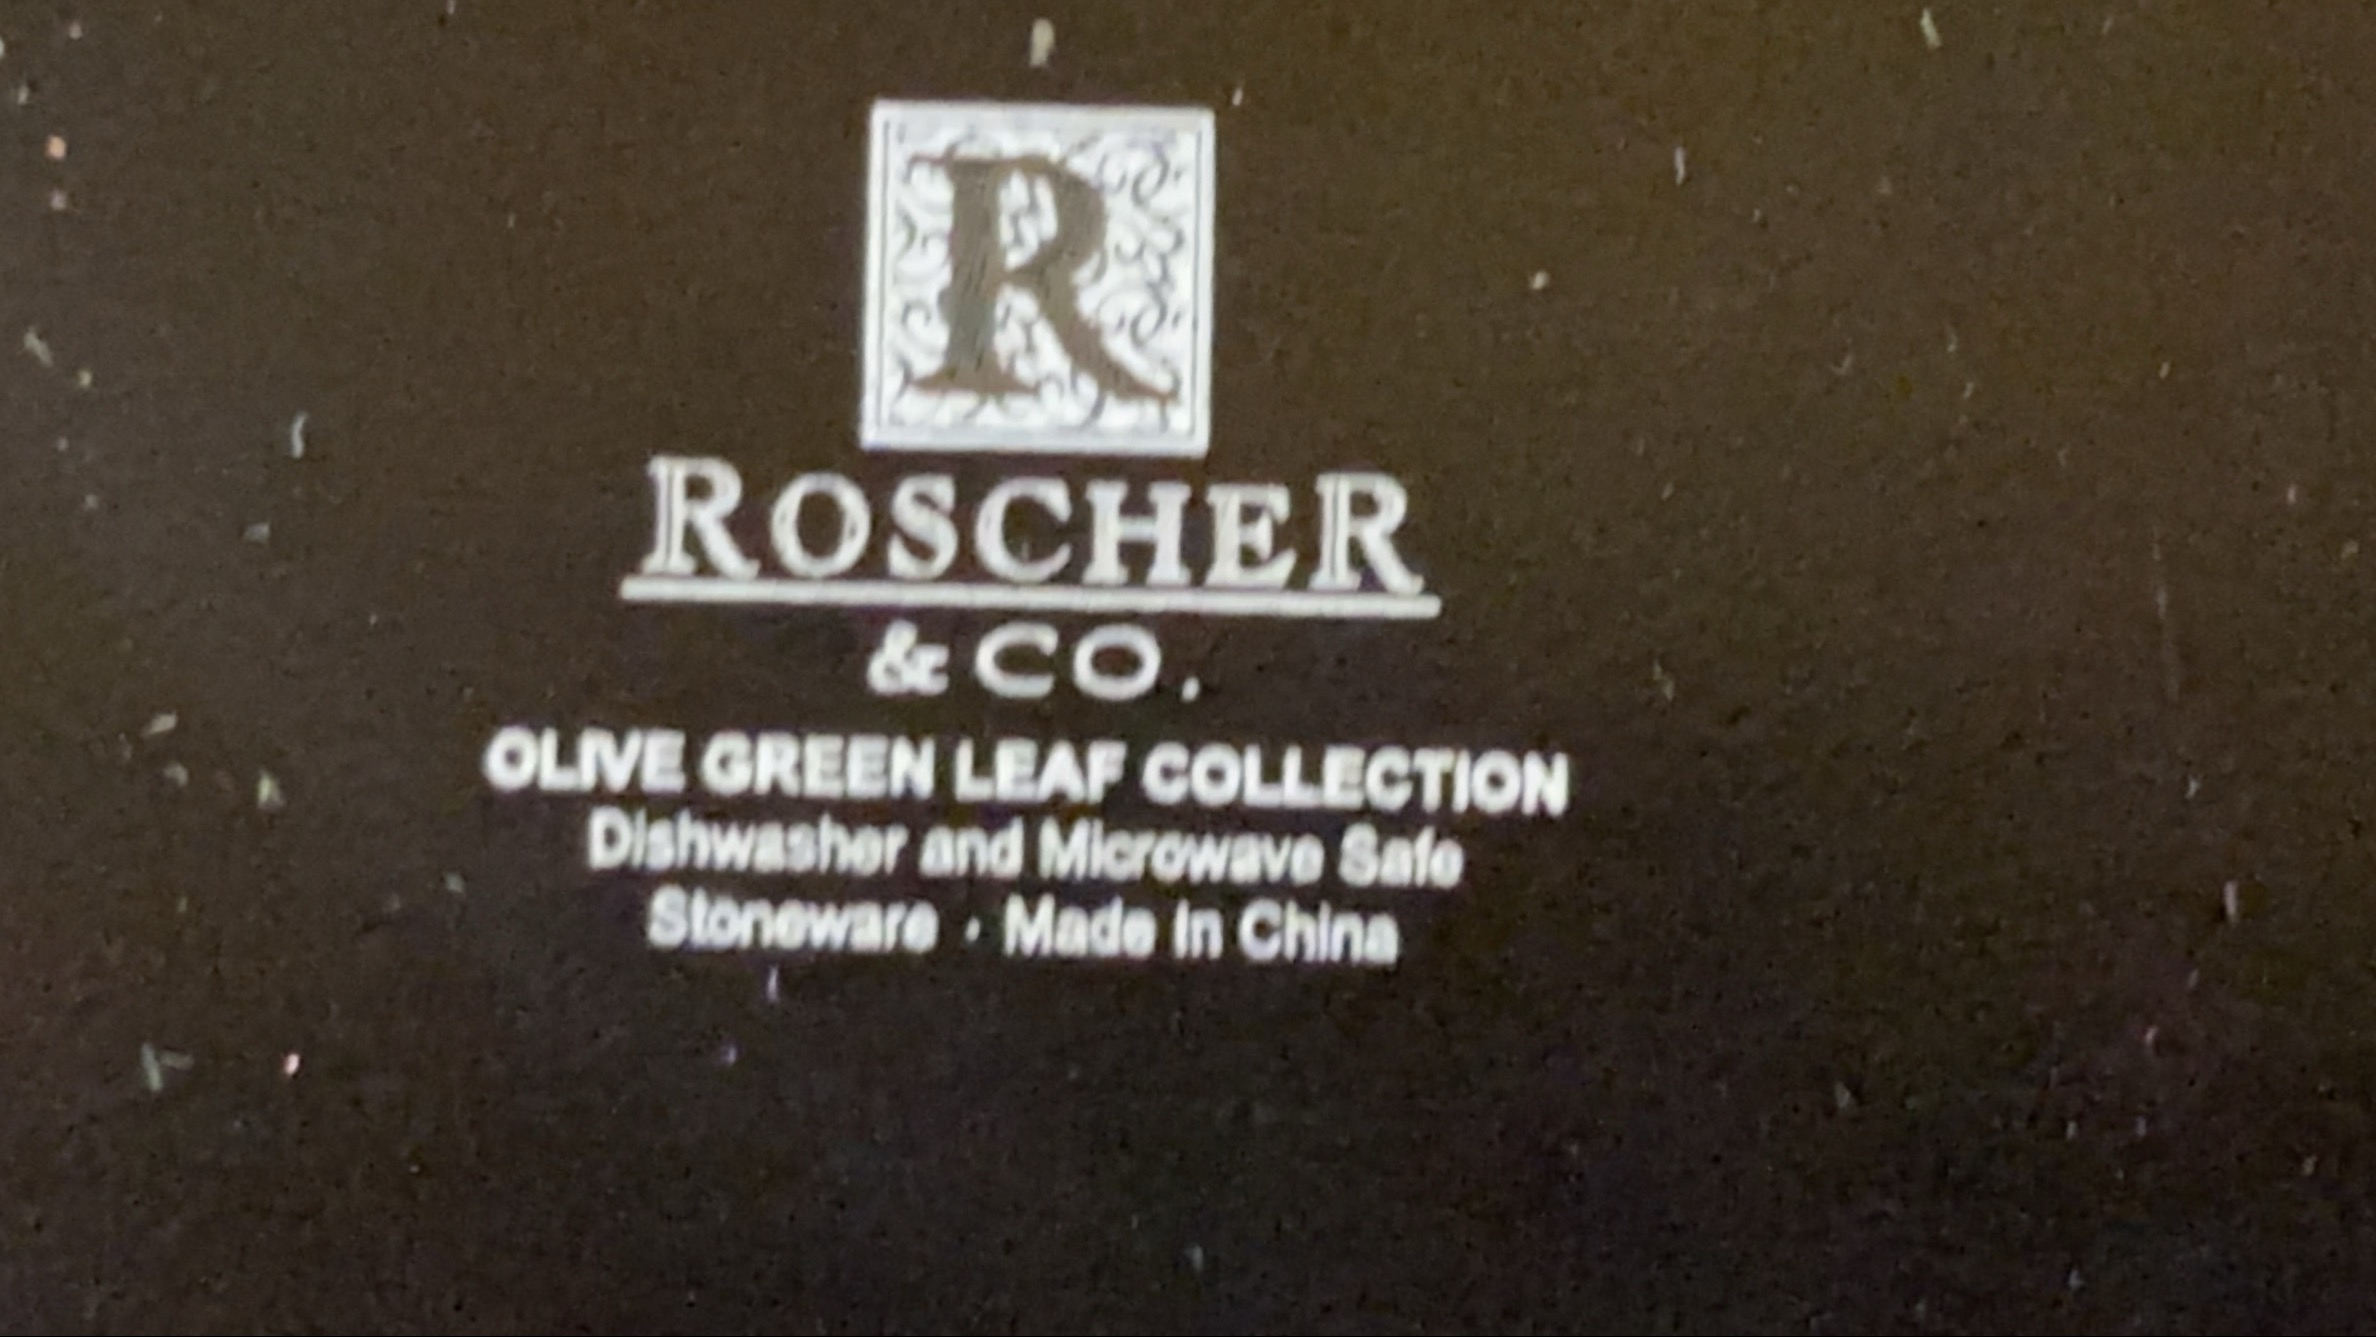 R
ROSCHER
& CO.
OLIVE GREEN LEAF COLLECTION
Dishwasher and Microwave Safe
Stoneware · Made in China